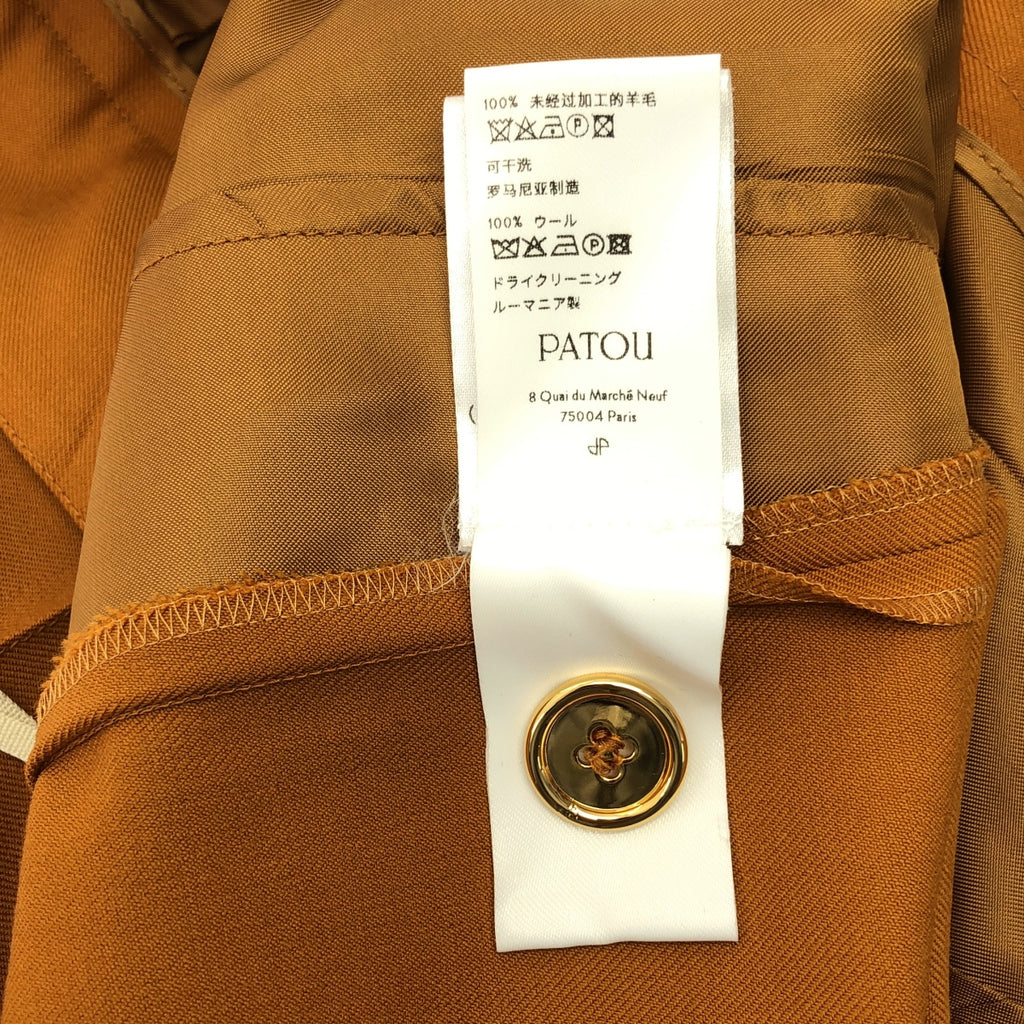 100% 未经过加工的羊毛
P
可干洗
罗马尼亚制造
100% ウール
P
ドライクリーニング
ルーマニア製
PATOU
8 Quai du Marché Neuf
75004 Paris